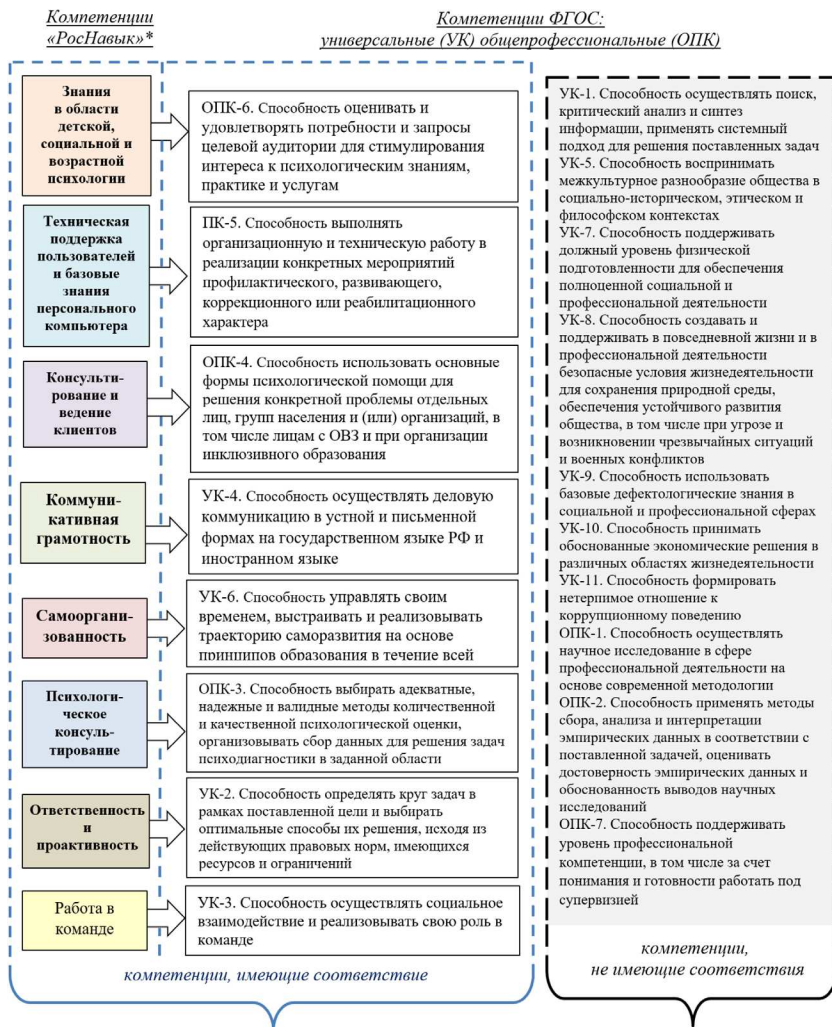 Компетенции
«РосНавык»*
Компетенции ФГОС:
универсальные (УК) общепрофессиональные (ОПК)
Знания
в области
детской,
социальной и
возрастной
психологии
ОПК-6. Способность оценивать и
удовлетворять потребности и запросы
целевой аудитории для стимулирования
интереса к психологическим знаниям,
практике и услугам
Техническая
поддержка
пользователей
и базовые
знания
персонального
компьютера
ПК-5. Способность выполнять
организационную и техническую работу в
реализации конкретных мероприятий
профилактического, развивающего,
коррекционного или реабилитационного
характера
Консульти-
рование и
ведение
клиентов
ОПК-4. Способность использовать основные
формы психологической помощи для
решения конкретной проблемы отдельных
лиц, групп населения и (или) организаций, в
том числе лицам с ОВЗ и при организации
инклюзивного образования
Коммуни-
кативная
грамотность
УК-4. Способность осуществлять деловую
коммуникацию в устной и письменной
формах на государственном языке РФ и
иностранном языке
Самооргани-
зованность
УК-6. Способность управлять своим
временем, выстраивать и реализовывать
траекторию саморазвития на основе
принципов образования в течение всей
Психологи-
ческое
консуль-
тирование
ОПК-3. Способность выбирать адекватные,
надежные и валидные методы количественной
и качественной психологической оценки,
организовывать сбор данных для решения задач
психодиагностики в заданной области
Ответственность
и
проактивность
УК-2. Способность определять круг задач в
рамках поставленной цели и выбирать
оптимальные способы их решения, исходя из
действующих правовых норм, имеющихся
ресурсов и ограничений
Работа в
команде
УК-3. Способность осуществлять социальное
взаимодействие и реализовывать свою роль в
команде
компетенции, имеющие соответствие
УК-1. Способность осуществлять поиск,
критический анализ и синтез
информации, применять системный
подход для решения поставленных задач
УК-5. Способность воспринимать
межкультурное разнообразие общества в
социально-историческом, этическом и
философском контекстах
УК-7. Способность поддерживать
должный уровень физической
подготовленности для обеспечения
полноценной социальной и
профессиональной деятельности
УК-8. Способность создавать и
поддерживать в повседневной жизни и в
профессиональной деятельности
безопасные условия жизнедеятельности
для сохранения природной среды,
обеспечения устойчивого развития
общества, в том числе при угрозе и
возникновении чрезвычайных ситуаций
и военных конфликтов
УК-9. Способность использовать
базовые дефектологические знания в
социальной и профессиональной сферах
УК-10. Способность принимать
обоснованные экономические решения в
различных областях жизнедеятельности
УК-11. Способность формировать
нетерпимое отношение к
коррупционному поведению
ОПК-1. Способность осуществлять
научное исследование в сфере
профессиональной деятельности на
основе современной методологии
ОПК-2. Способность применять методы
сбора, анализа и интерпретации
эмпирических данных в соответствии с
поставленной задачей, оценивать
достоверность эмпирических данных и
обоснованность выводов научных
исследований
ОПК-7. Способность поддерживать
уровень профессиональной
компетенции, в том числе за счет
понимания и готовности работать под
супервизией
компетенции,
не имеющие соответствия